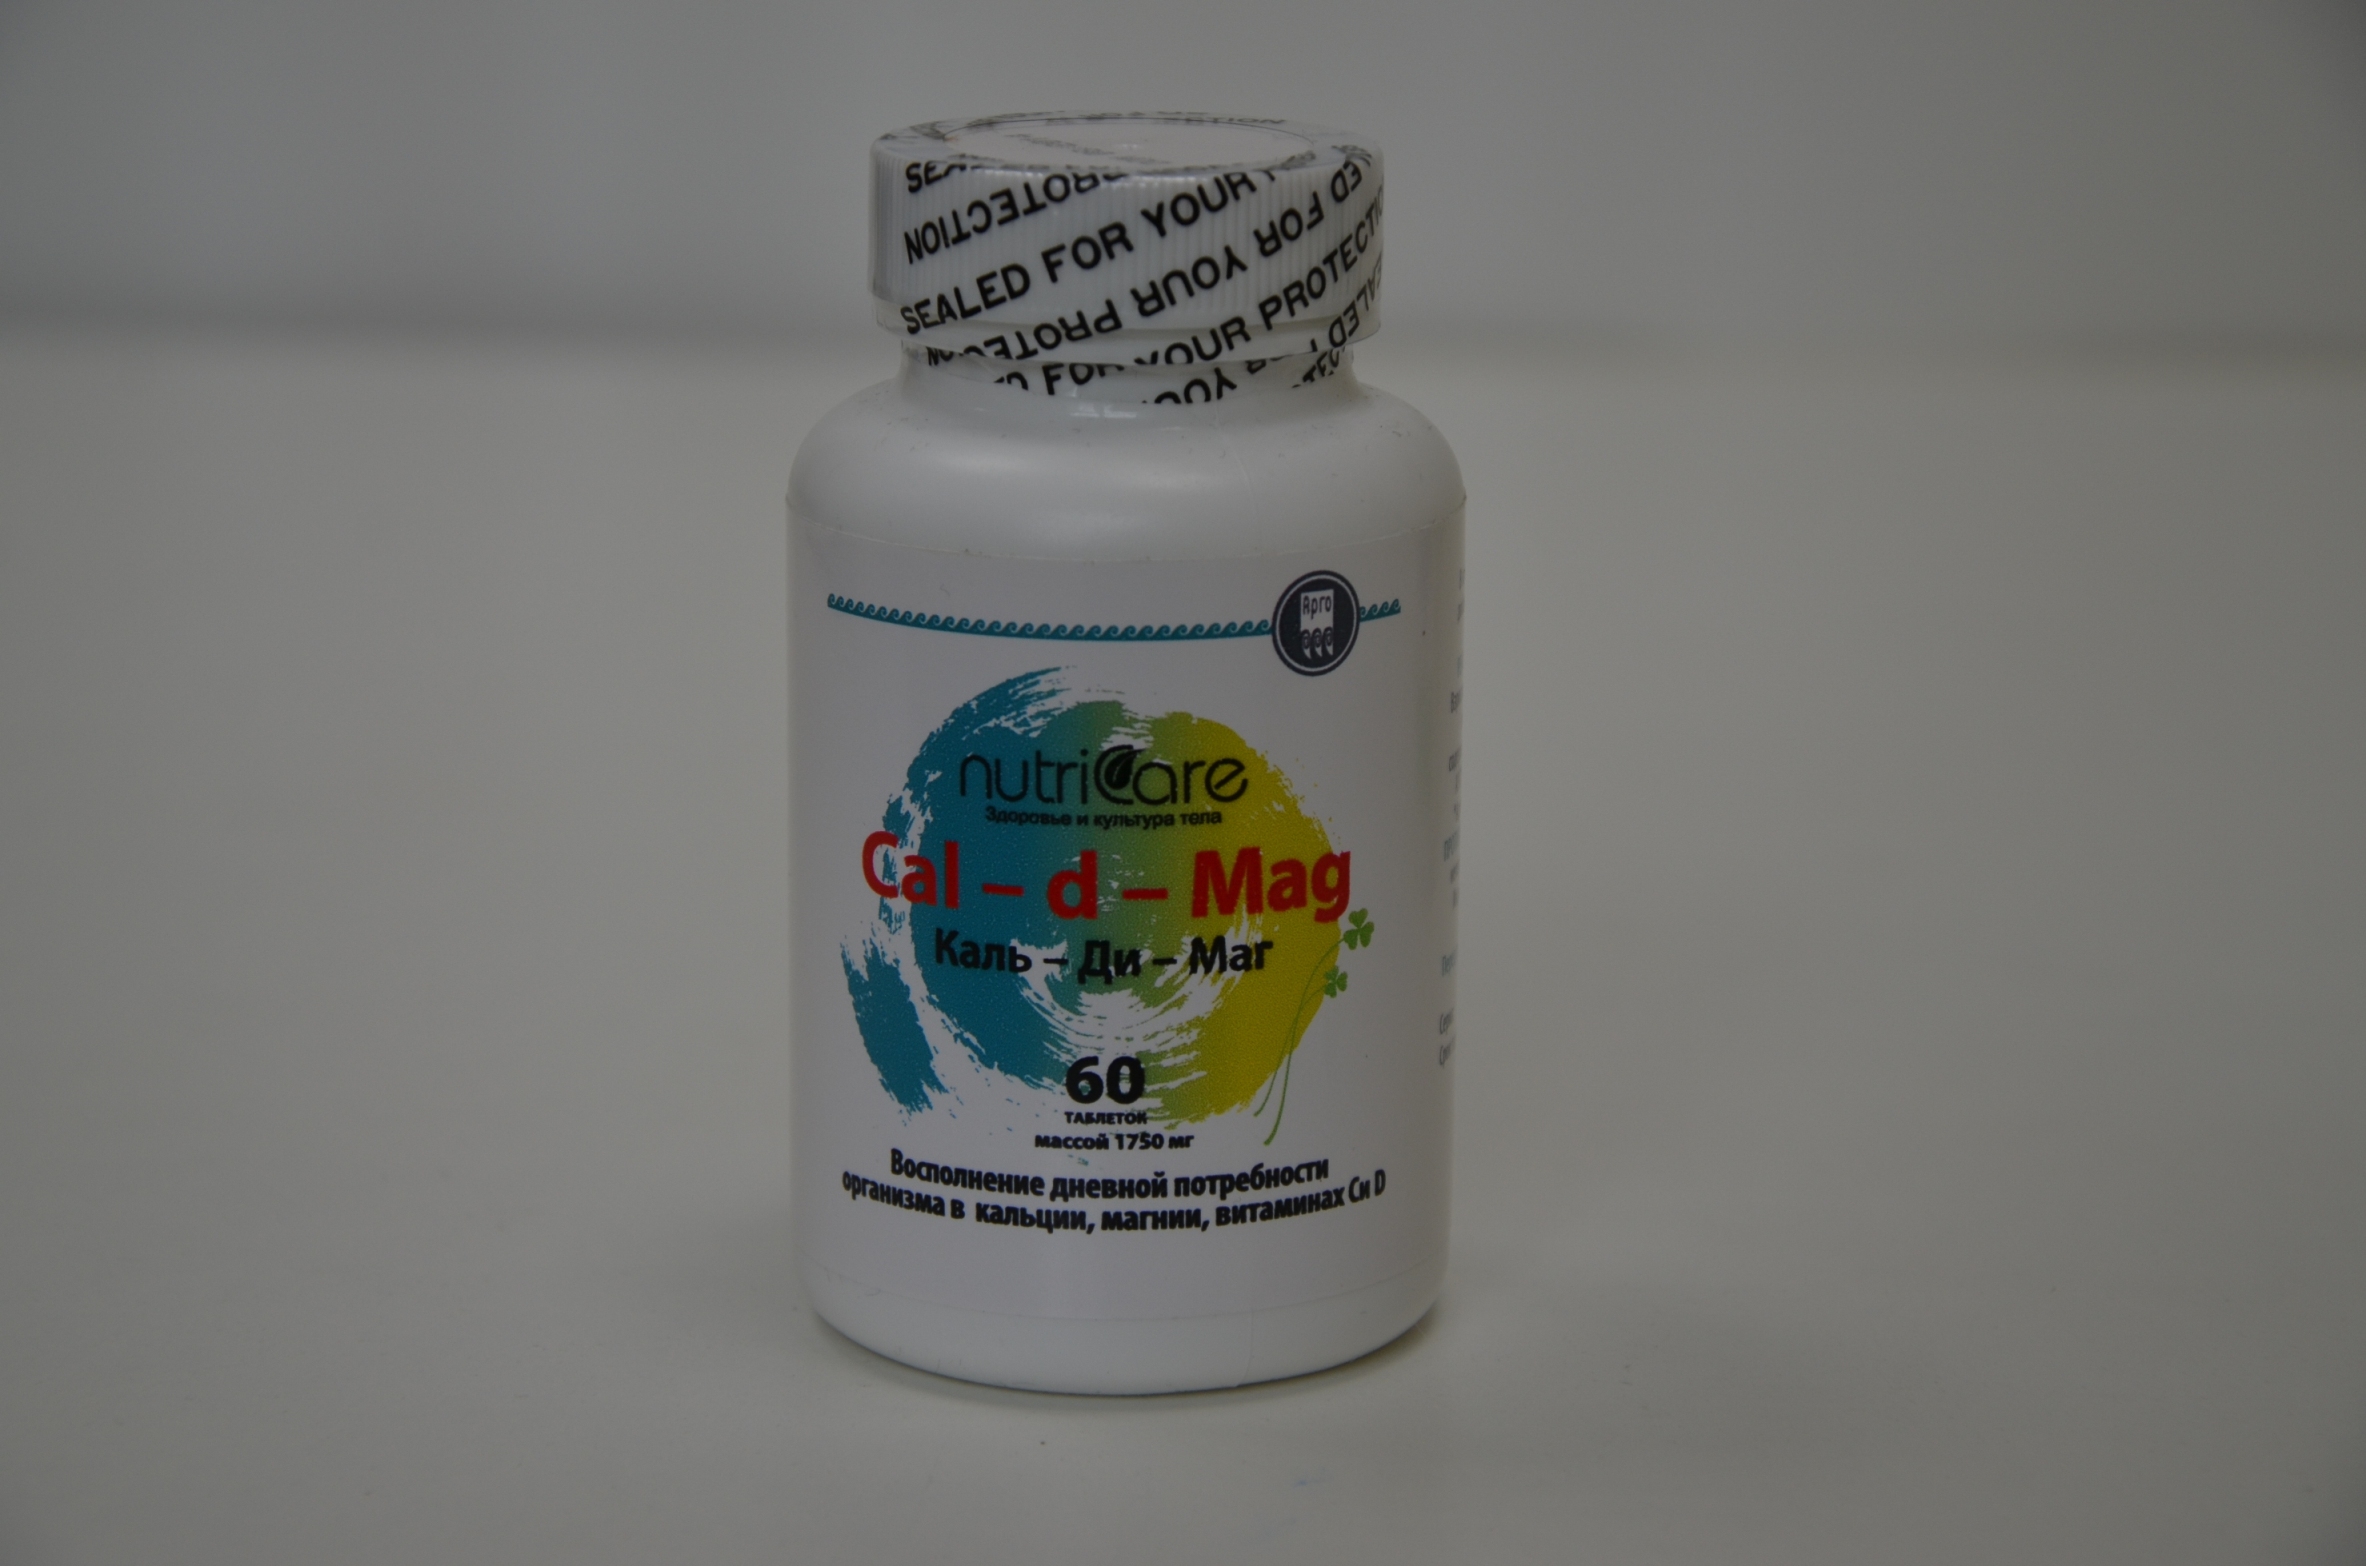 SEALED FOR YOUR
PROTECTION
SEALED FOR YOUR PROTECTION
FOR YOUR PROTECTION
Арго
nutriCare
Здоровье и культура тела
Cal – d – Mag
Каль – Ди – Маг
60
ТАБЛЕТОК
массой 1750 мг
Восполнение дневной потребности
организма в кальции, магнии, витаминах С и D